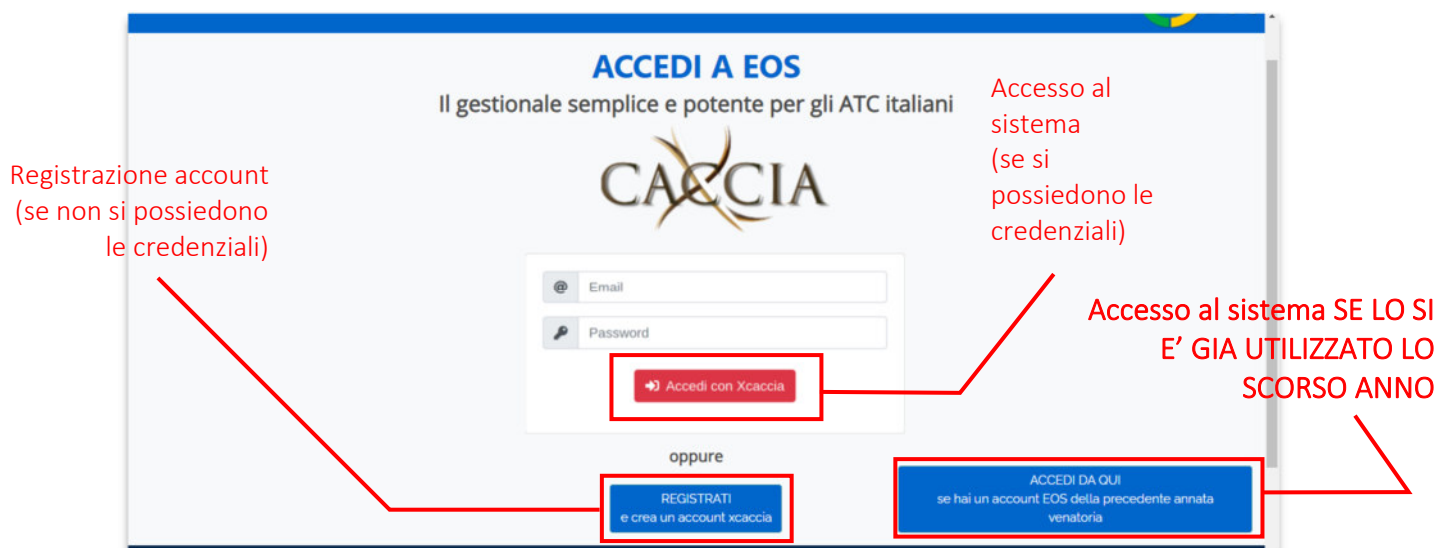 ACCEDI A EOS
Il gestionale semplice e potente per gli ATC italiani
CACCIA
Registrazione account
(se non si possiedono
le credenziali)
Accesso al
sistema
(se si
possiedono le
credenziali)
@ Email
Password
Accedi con Xcaccia
Accesso al sistema SE LO SI
E’ GIA UTILIZZATO LO
SCORSO ANNO
oppure
REGISTRATI
e crea un account xcaccia
ACCEDI DA QUI
se hai un account EOS della precedente annata
venatoria